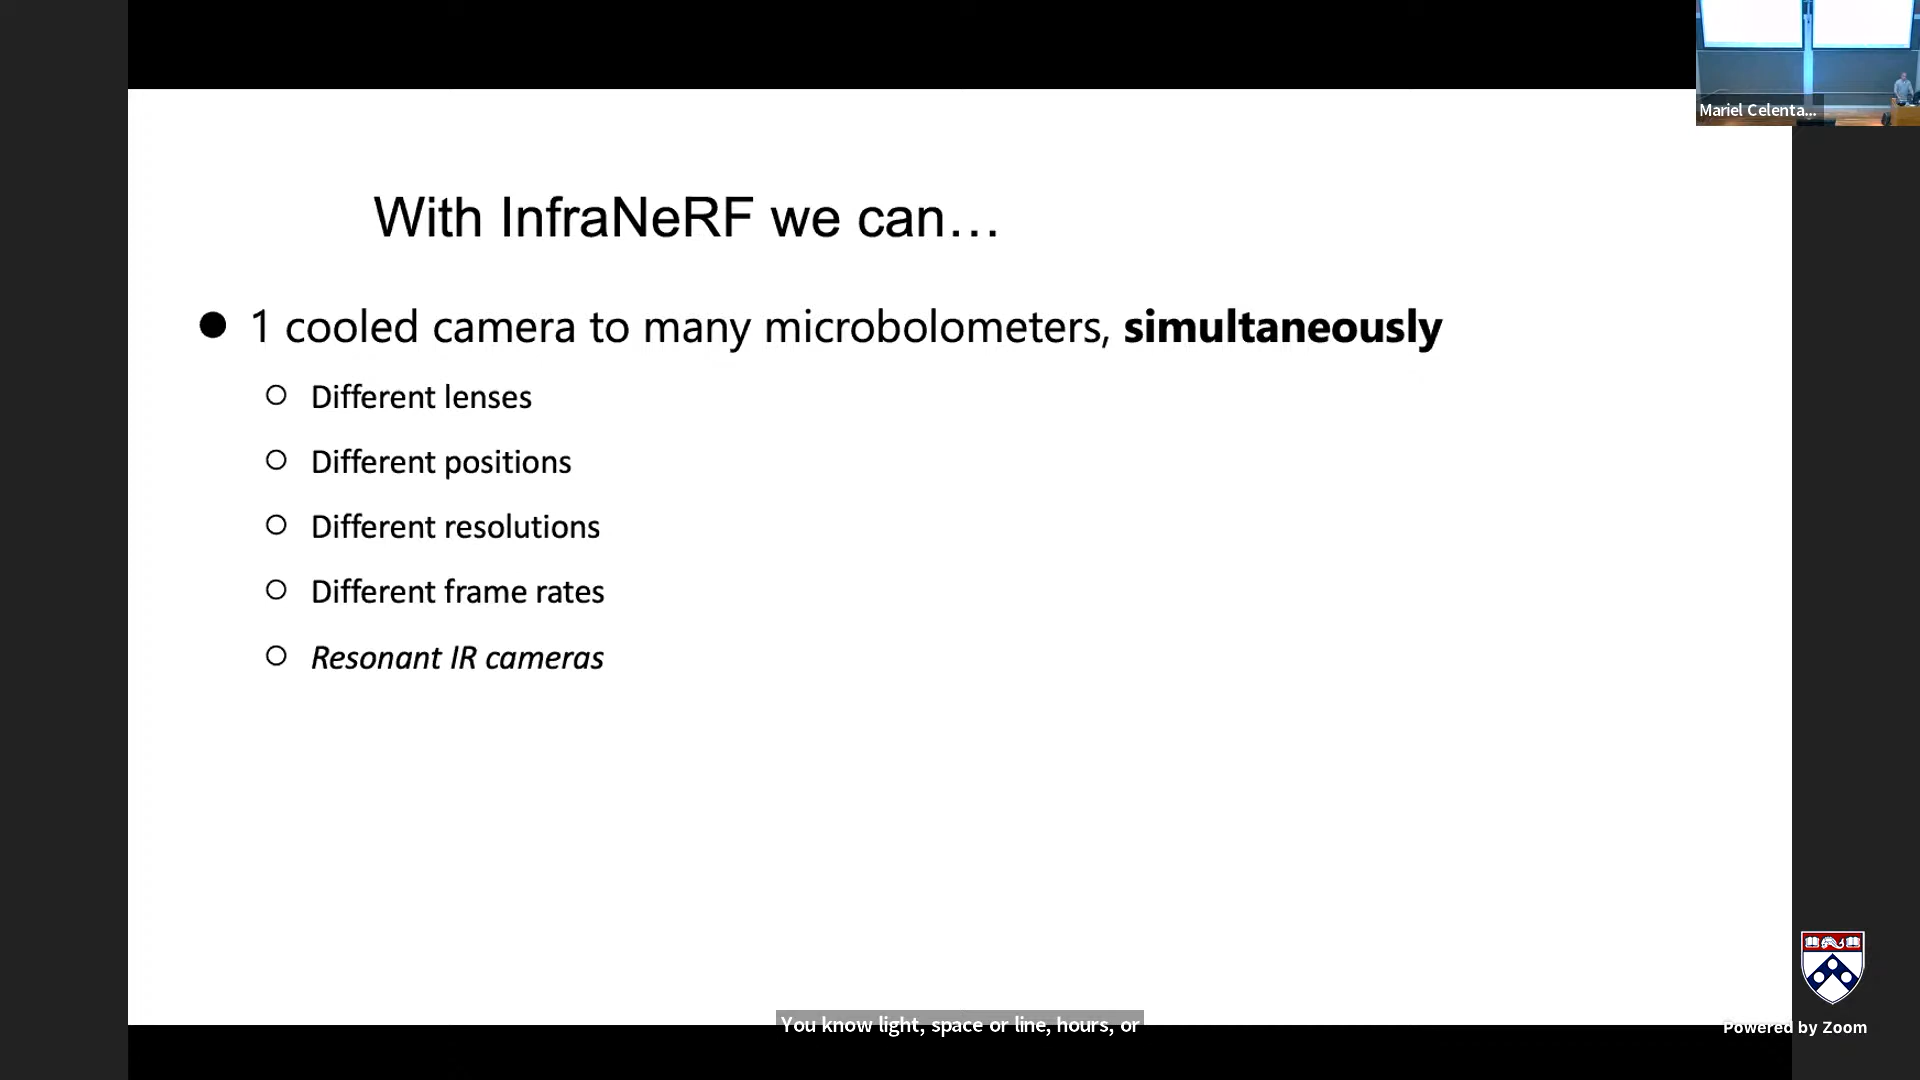 Mariel Celenta...
With InfraNeRF we can…
● 1 cooled camera to many microbolometers, simultaneously
○ Different lenses
○ Different positions
○ Different resolutions
○ Different frame rates
○ Resonant IR cameras
You know light, space or line, hours, or
Powered by Zoom